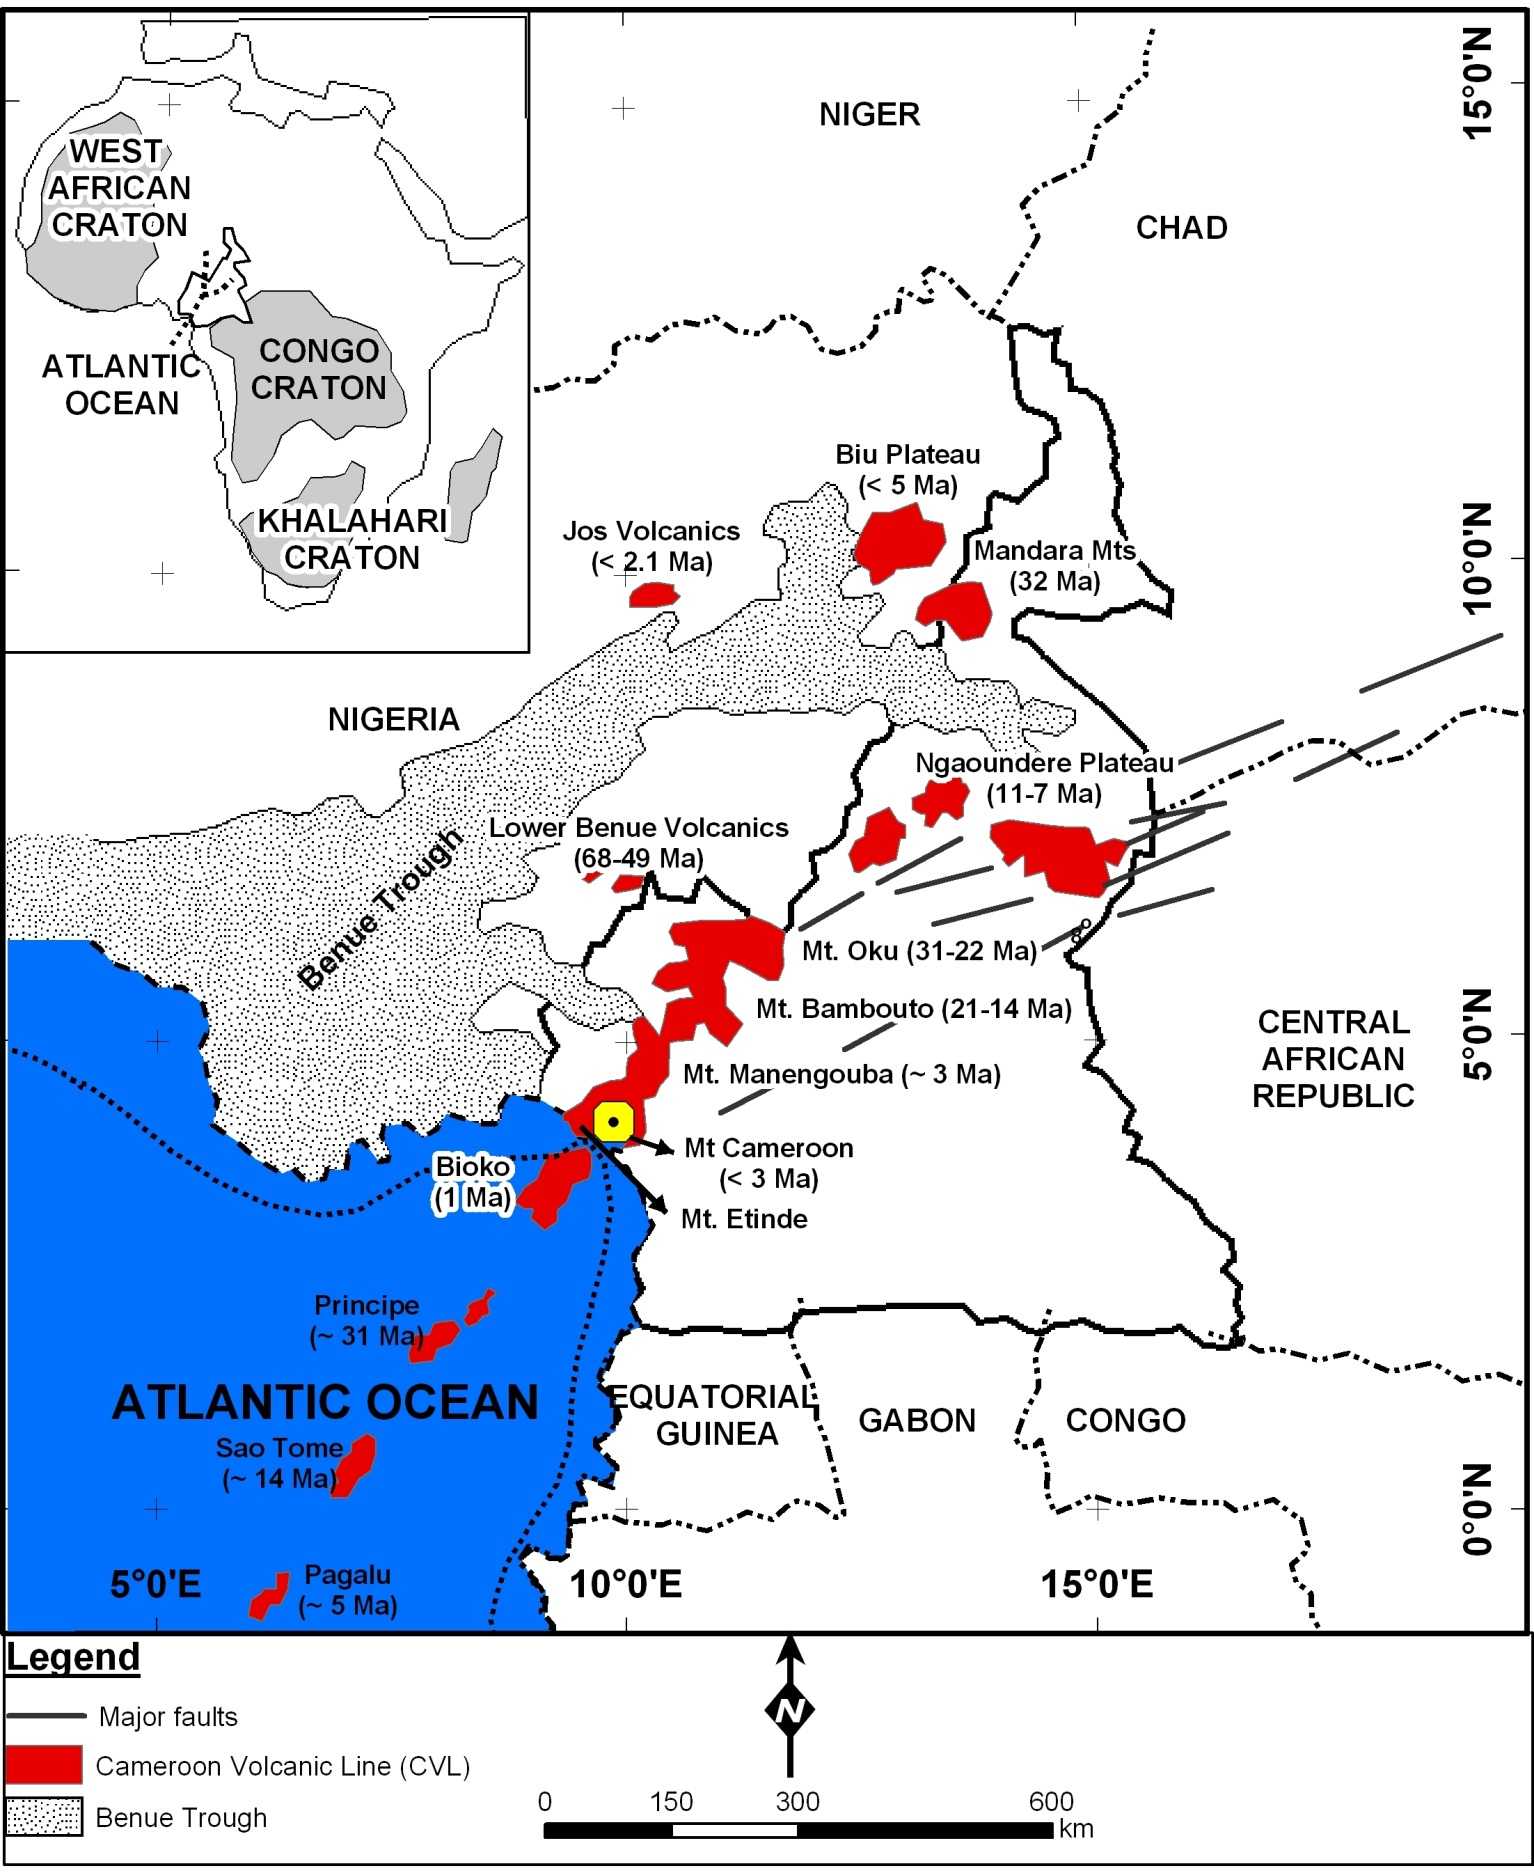 WEST
AFRICAN
CRATON
ATLANTIC
OCEAN
CONGO
CRATON
KHALAHARI
CRATON
NIGER
CHAD
15°0'N
Biu Plateau
(< 5 Ma)
Jos Volcanics
(< 2.1 Ma)
Mandara Mts
(32 Ma)
10°0'N
NIGERIA
Ngaoundere Plateau
(11-7 Ma)
Lower Benue Volcanics
(68-49 Ma)
Benue Trough
Mt. Oku (31-22 Ma)
Mt. Bambouto (21-14 Ma)
CENTRAL
AFRICAN
REPUBLIC
5°0'N
Mt. Manengouba (~ 3 Ma)
Mt Cameroon
(< 3 Ma)
Bioko
(1 Ma)
Mt. Etinde
Principe
(~ 31 Ma)
ATLANTIC OCEAN
EQUATORIAL
GUINEA
GABON
CONGO
Sao Tome
(~ 14 Ma)
0°0'N
Pagalu
(~ 5 Ma)
5°0'E
10°0'E
15°0'E
Legend
Major faults
Cameroon Volcanic Line (CVL)
Benue Trough
N
0 150 300 600
km